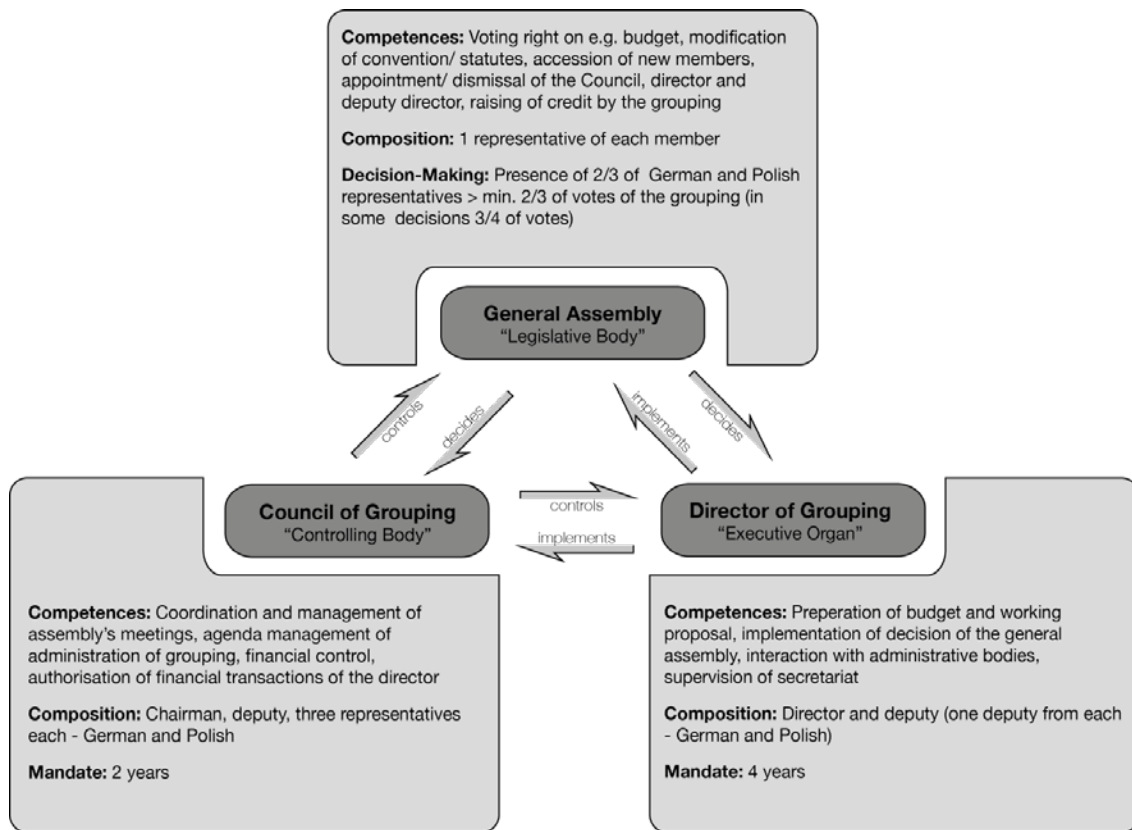 Competences: Voting right on e.g. budget, modification
of convention/ statutes, accession of new members,
appointment/ dismissal of the Council, director and
deputy director, raising of credit by the grouping
Composition: 1 representative of each member
Decision-Making: Presence of 2/3 of German and Polish
representatives > min. 2/3 of votes of the grouping (in
some decisions 3/4 of votes)
General Assembly
“Legislative Body”
controls
decides
implements
decides
Council of Grouping
“Controlling Body”
controls
implements
Director of Grouping
“Executive Organ”
Competences: Coordination and management of
assembly’s meetings, agenda management of
administration of grouping, financial control,
authorisation of financial transactions of the director
Composition: Chairman, deputy, three representatives
each - German and Polish
Mandate: 2 years
Competences: Preperation of budget and working
proposal, implementation of decision of the general
assembly, interaction with administrative bodies,
supervision of secretariat
Composition: Director and deputy (one deputy from each
- German and Polish)
Mandate: 4 years